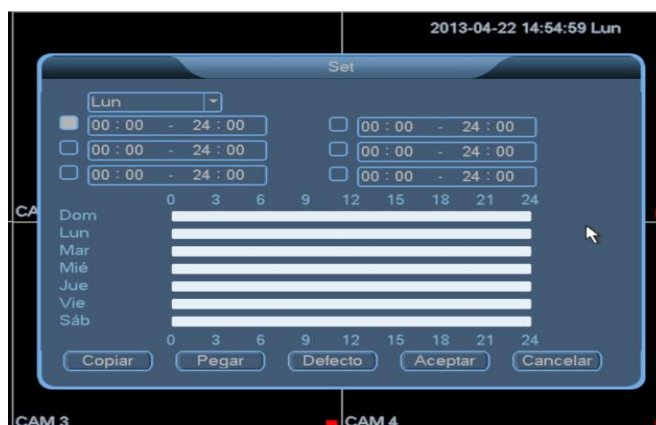 2013-04-22 14:54:59 Lun
Set
Lun
00 : 00 - 24 : 00 00 : 00 - 24 : 00
00 : 00 - 24 : 00 00 : 00 - 24 : 00
00 : 00 - 24 : 00 00 : 00 - 24 : 00
0 3 6 9 12 15 18 21 24
CA
Dom
Lun
Mar
Mié
Jue
Vie
Sáb
0 3 6 9 12 15 18 21 24
Copiar Pegar Defecto Aceptar Cancelar
CAM 3 CAM 4